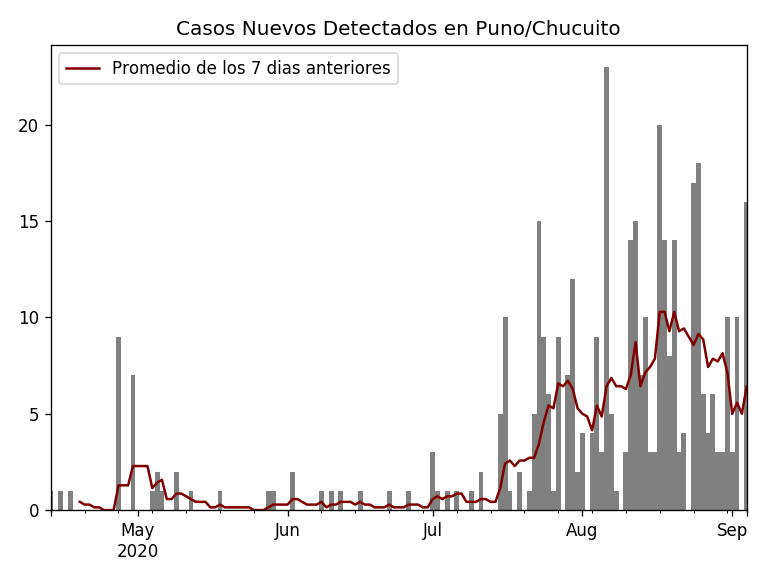 Casos Nuevos Detectados en Puno/Chucuito
Promedio de los 7 dias anteriores
20
15
10
5
0
May Jun Jul Aug Sep
2020